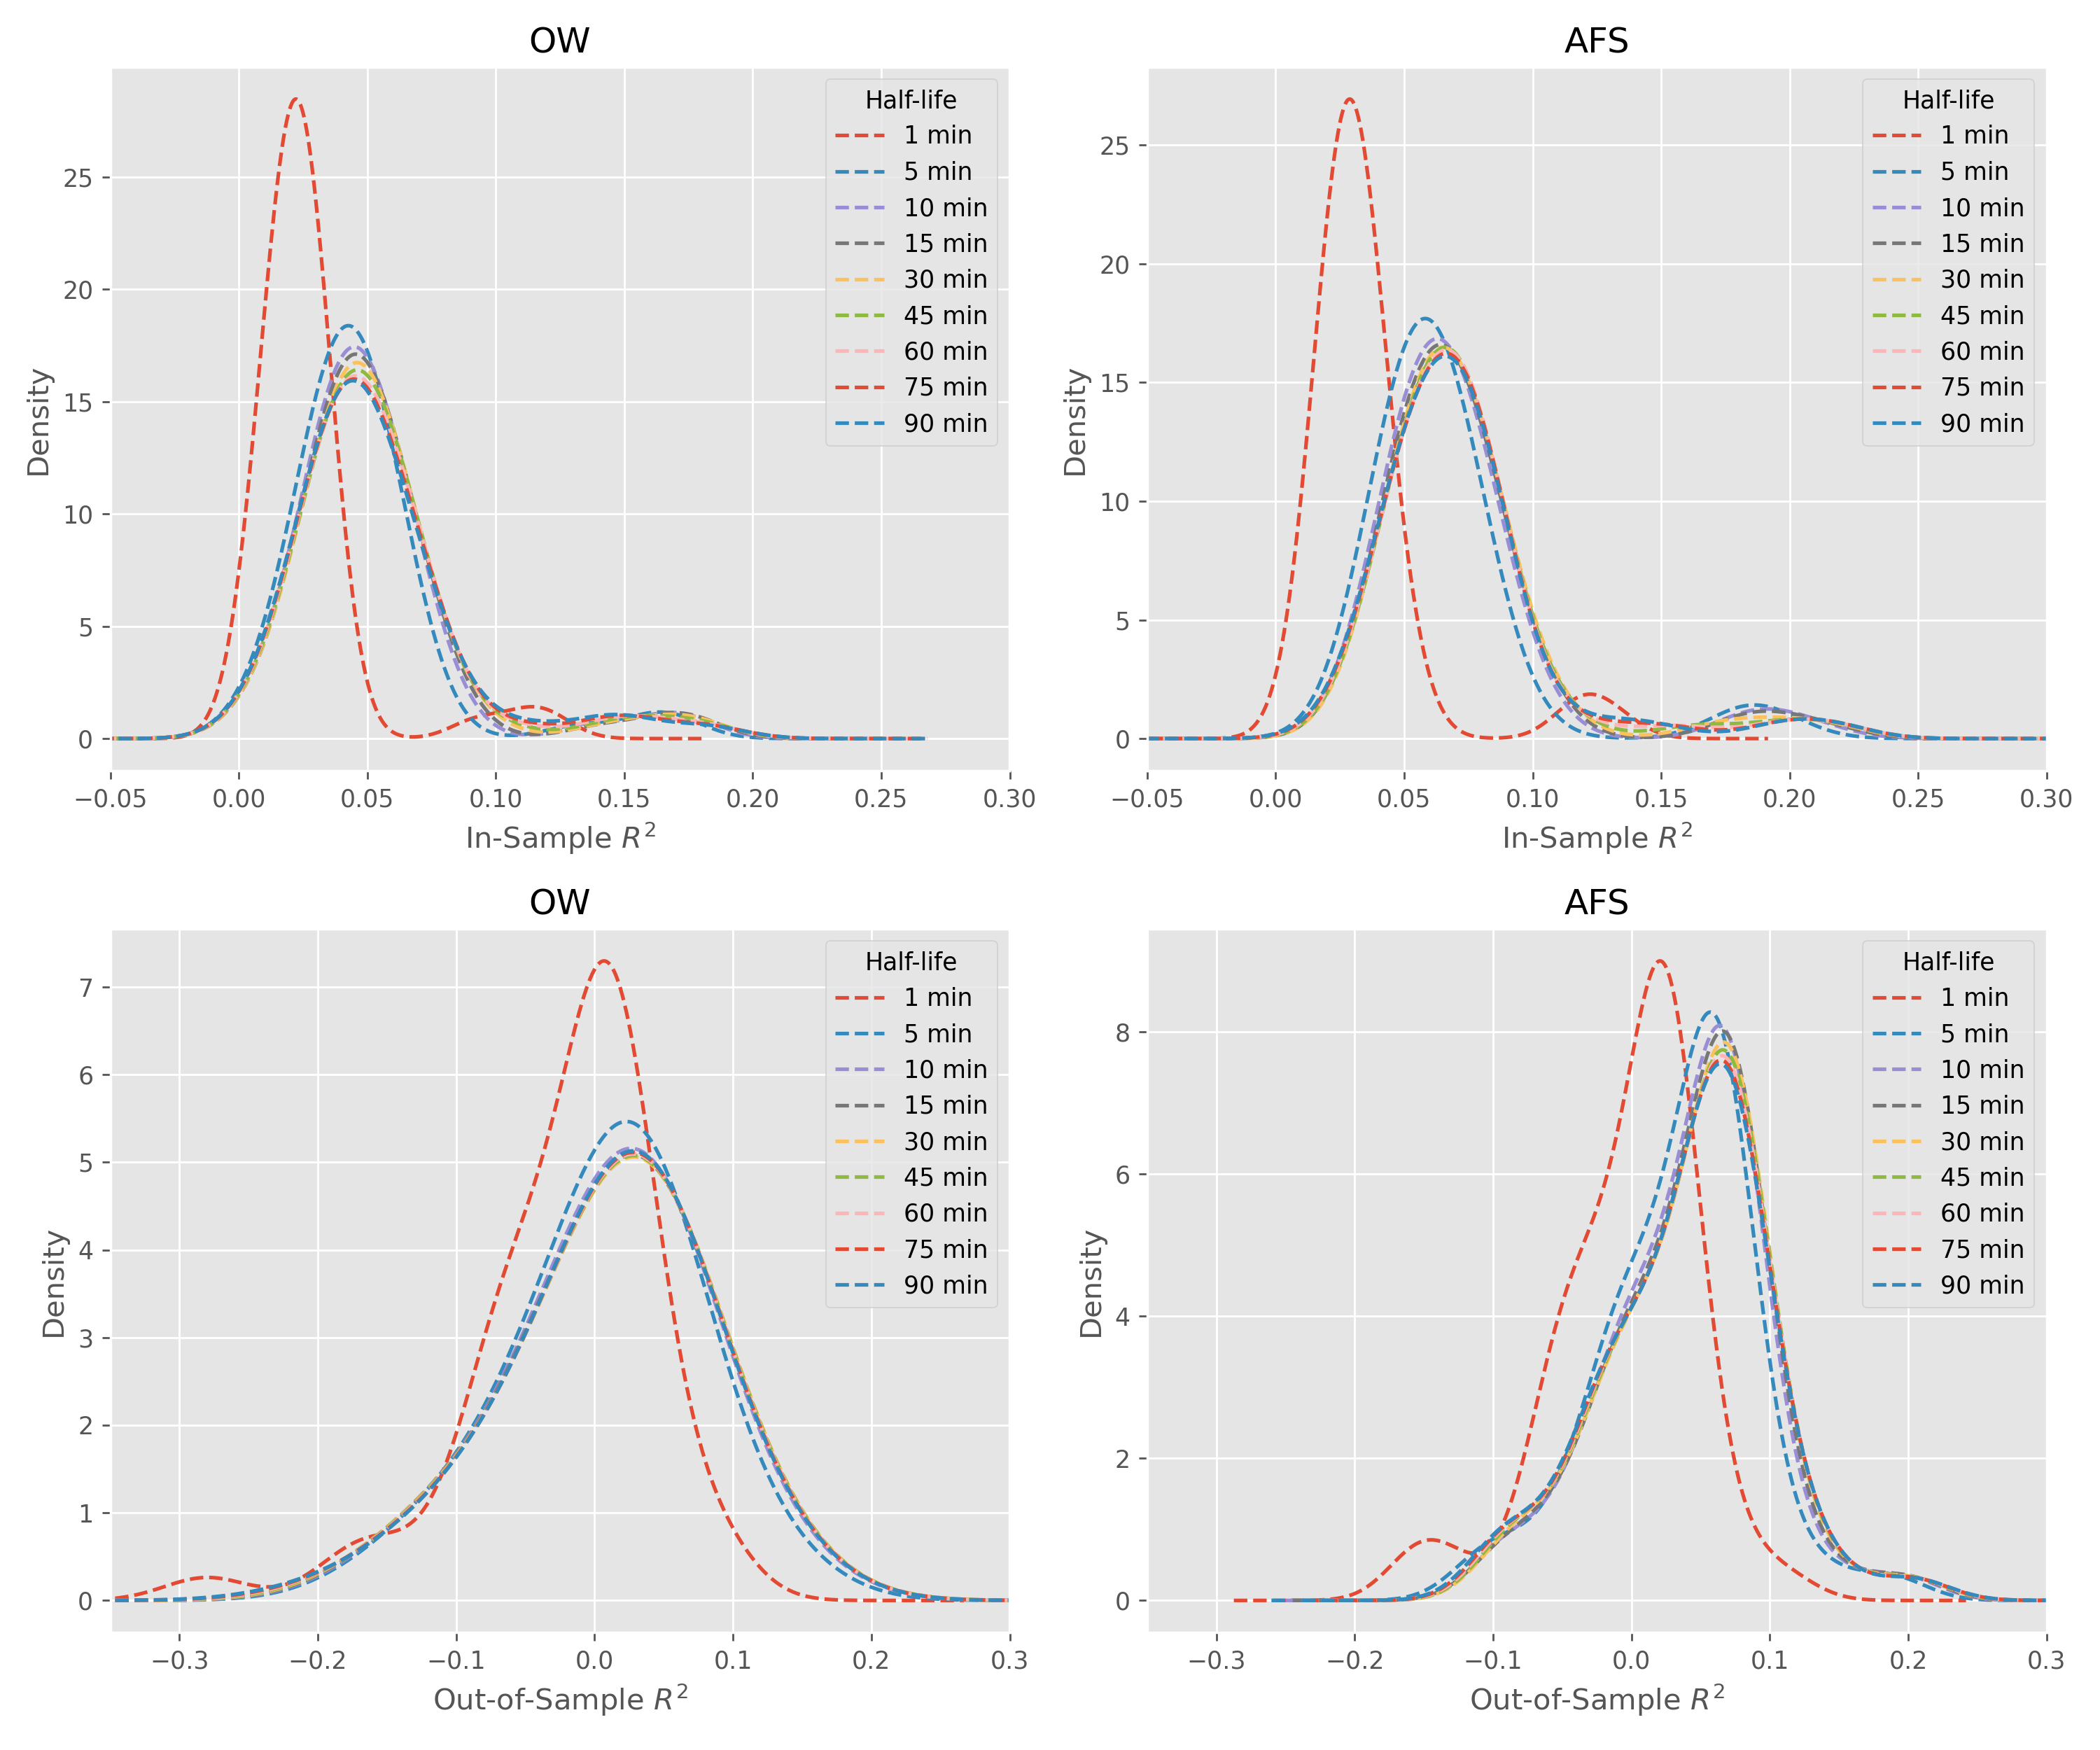 OW
Density
25
20
15
10
5
0
−0.05
0.00
0.05
0.10
0.15
0.20
0.25
0.30
In-Sample R²
Half-life
1 min
5 min
10 min
15 min
30 min
45 min
60 min
75 min
90 min
AFS
Density
25
20
15
10
5
0
−0.05
0.00
0.05
0.10
0.15
0.20
0.25
0.30
In-Sample R²
Half-life
1 min
5 min
10 min
15 min
30 min
45 min
60 min
75 min
90 min
OW
Density
7
6
5
4
3
2
1
0
−0.3
−0.2
−0.1
0.0
0.1
0.2
0.3
Out-of-Sample R²
Half-life
1 min
5 min
10 min
15 min
30 min
45 min
60 min
75 min
90 min
AFS
Density
8
6
4
2
0
−0.3
−0.2
−0.1
0.0
0.1
0.2
0.3
Out-of-Sample R²
Half-life
1 min
5 min
10 min
15 min
30 min
45 min
60 min
75 min
90 min